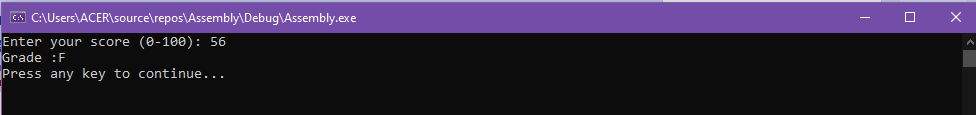 C:\Users\ACER\source\repos\Assembly\Debug\Assembly.exe
Enter your score (0-100): 56
Grade :F
Press any key to continue...